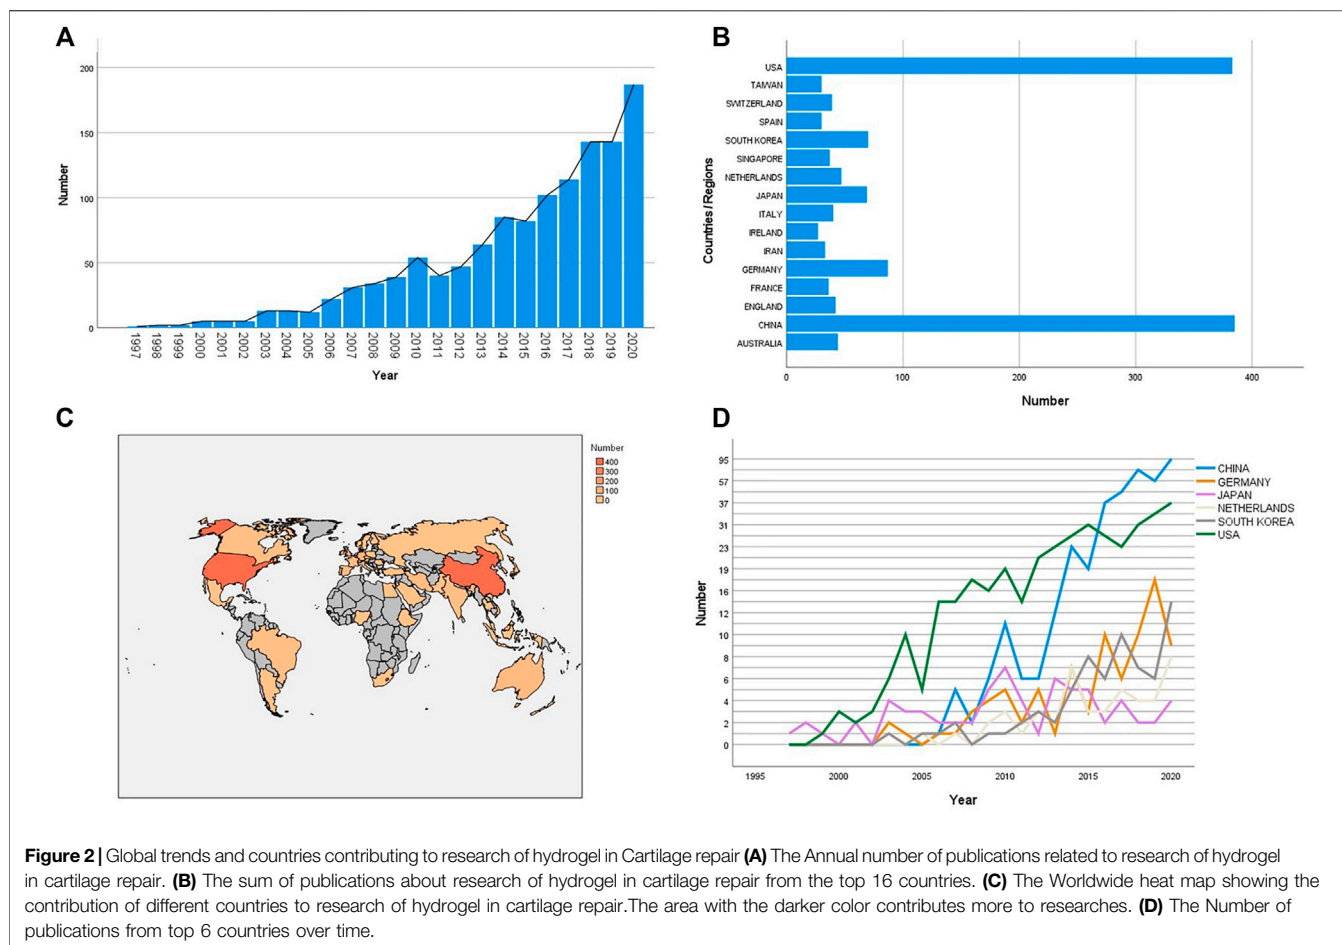 A
200
150
100
50
0
Number
1997
1998
1999
2000
2001
2002
2003
2004
2005
2006
2007
2008
2009
2010
2011
2012
2013
2014
2015
2016
2017
2018
2019
2020
Year
B
USA
TAIWAN
SWITZERLAND
SPAIN
SOUTH KOREA
SINGAPORE
NETHERLANDS
JAPAN
ITALY
IRELAND
IRAN
GERMANY
FRANCE
ENGLAND
CHINA
AUSTRALIA
Countries / Regions
0 100 200 300 400
Number
C
Number
400
300
200
100
0
D
95
57
37
31
23
19
16
12
10
8
6
4
2
0
Number
1995 2000 2005 2010 2015 2020
Year
CHINA
GERMANY
JAPAN
NETHERLANDS
SOUTH KOREA
USA
Figure 2 | Global trends and countries contributing to research of hydrogel in Cartilage repair (A) The Annual number of publications related to research of hydrogel
in cartilage repair. (B) The sum of publications about research of hydrogel in cartilage repair from the top 16 countries. (C) The Worldwide heat map showing the
contribution of different countries to research of hydrogel in cartilage repair.The area with the darker color contributes more to researches. (D) The Number of
publications from top 6 countries over time.